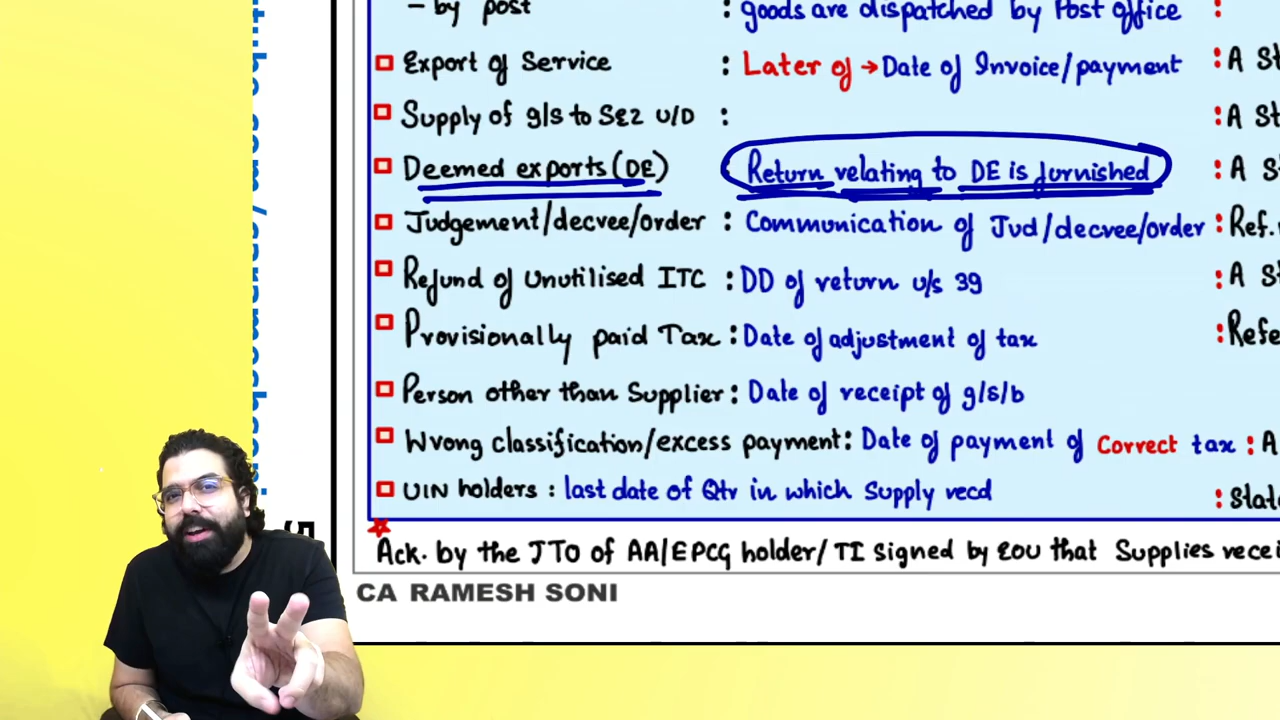 – by post : goods are dispatched by Post office :
Export of Service : Later of → Date of Invoice/payment : A St
Supply of g/s to SEZ U/D : : A St
Deemed exports (DE) : Return relating to DE is furnished : A St
Judgement/decree/order : Communication of Jud/decree/order : Ref.
Refund of Unutilised ITC : DD of return u/s 39 : A St
Provisionally paid Tax : Date of adjustment of tax : Refe
Person other than Supplier : Date of receipt of g/s/b
Wrong classification/excess payment : Date of payment of Correct tax : A
UIN holders : last date of Qtr in which Supply recd : State
Ack. by the JTO of AA/EPCG holder/ TI signed by EOU that Supplies recei
CA RAMESH SONI